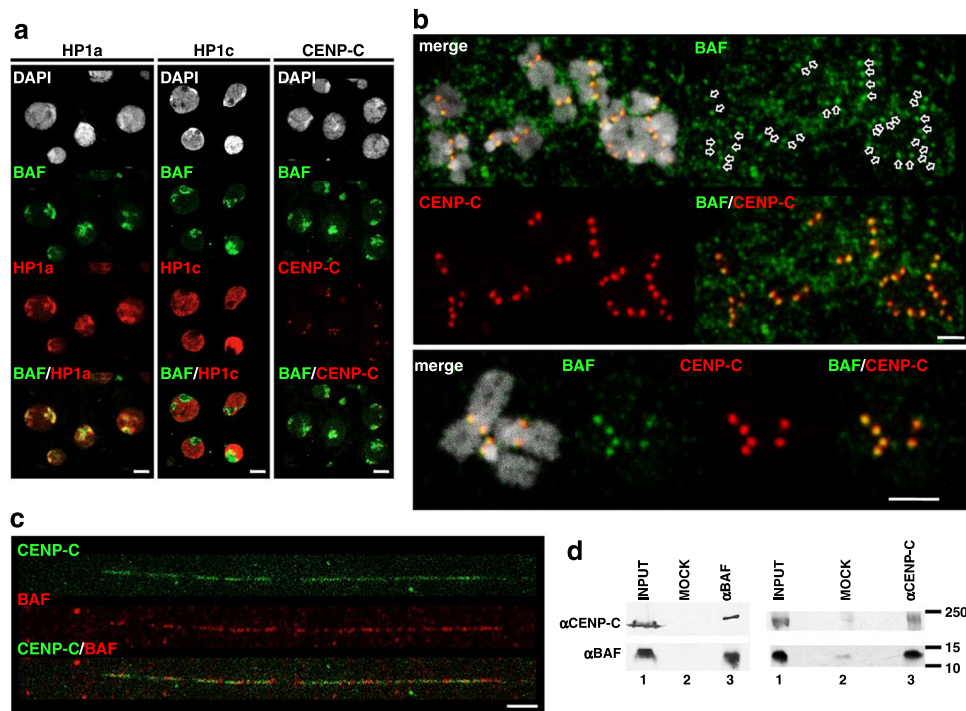 a
HP1a HP1c CENP-C
DAPI DAPI DAPI
BAF BAF BAF
HP1a HP1c CENP-C
BAF/HP1a BAF/HP1c BAF/CENP-C
b
merge BAF
CENP-C BAF/CENP-C
merge BAF CENP-C BAF/CENP-C
c
CENP-C
BAF
CENP-C/BAF
d
INPUT MOCK αBAF INPUT MOCK αCENP-C
αCENP-C 250
αBAF 15
10
1 2 3 1 2 3